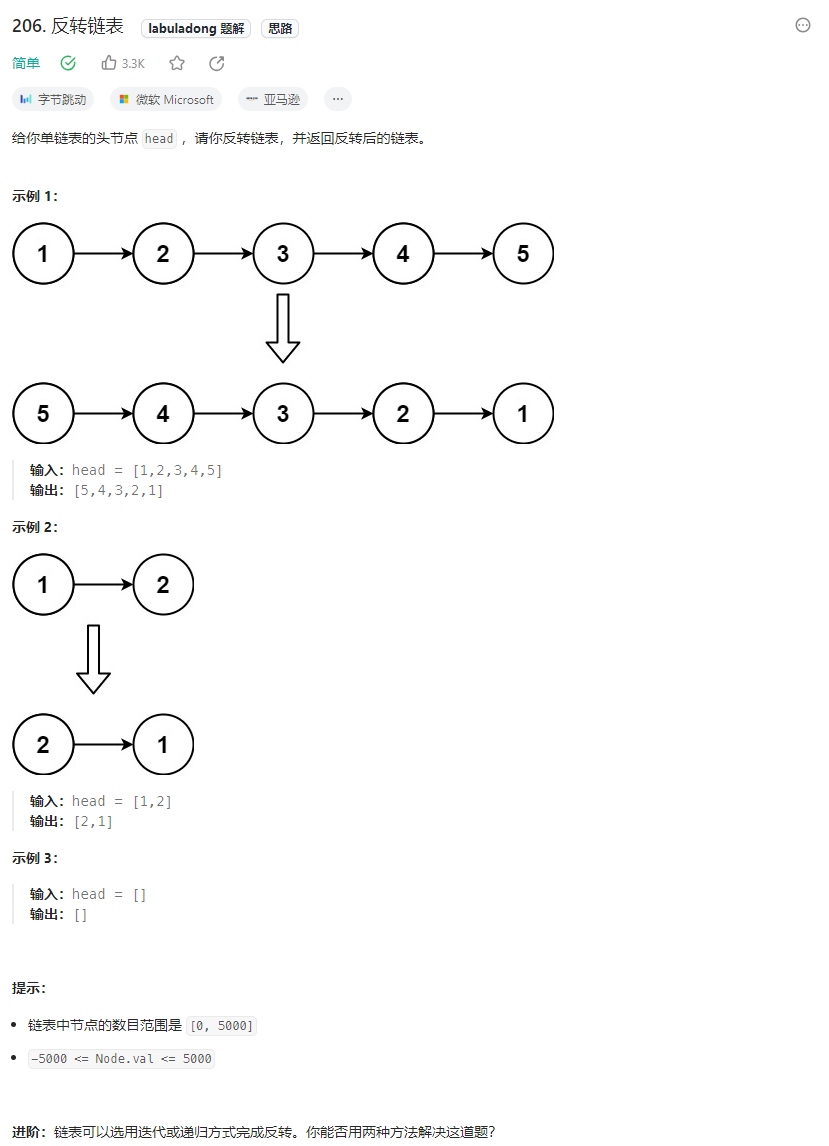 206. 反转链表 labuladong 题解 思路
简单 3.3K
字节跳动 微软 Microsoft 亚马逊 ···
给你单链表的头节点 head ，请你反转链表，并返回反转后的链表。
示例 1：
1 2 3 4 5
5 4 3 2 1
输入：head = [1,2,3,4,5]
输出：[5,4,3,2,1]
示例 2：
1 2
2 1
输入：head = [1,2]
输出：[2,1]
示例 3：
输入：head = []
输出：[]
提示：
• 链表中节点的数目范围是 [0, 5000]
• -5000 <= Node.val <= 5000
进阶：链表可以选用迭代或递归方式完成反转。你能否用两种方法解决这道题？